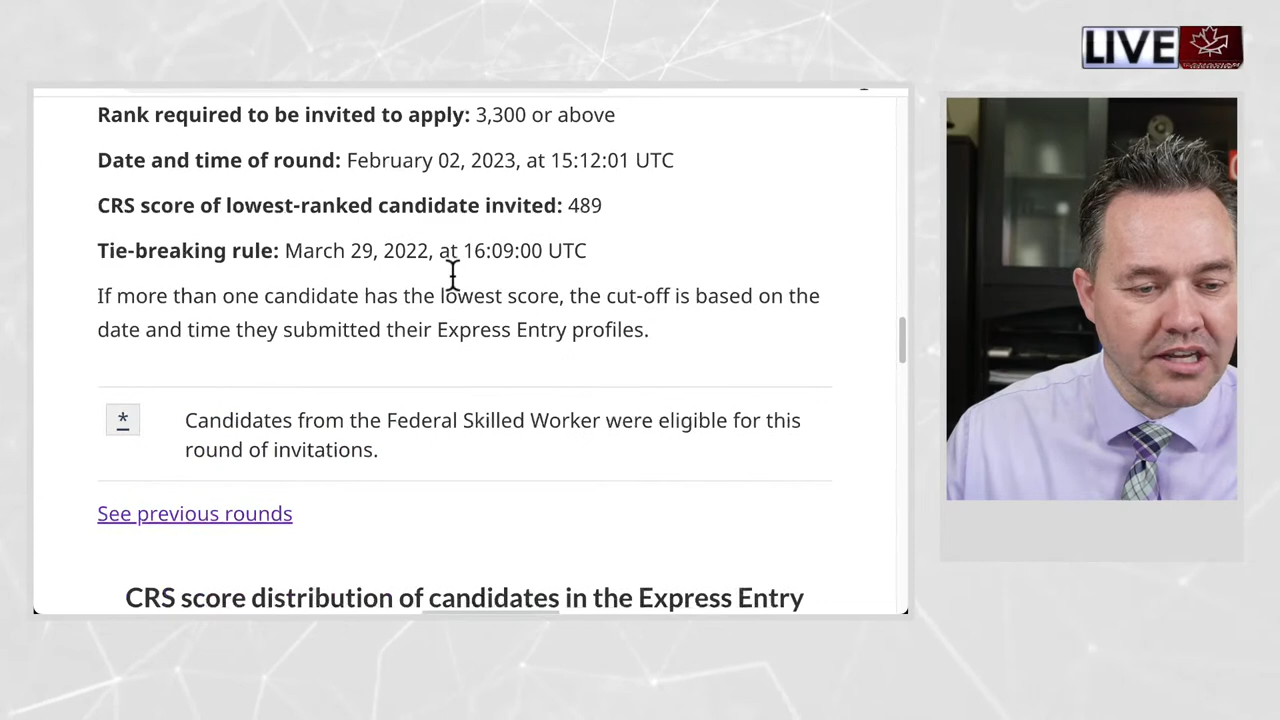 LIVE
Rank required to be invited to apply: 3,300 or above
Date and time of round: February 02, 2023, at 15:12:01 UTC
CRS score of lowest-ranked candidate invited: 489
Tie-breaking rule: March 29, 2022, at 16:09:00 UTC
If more than one candidate has the lowest score, the cut-off is based on the
date and time they submitted their Express Entry profiles.
*
Candidates from the Federal Skilled Worker were eligible for this
round of invitations.
See previous rounds
CRS score distribution of candidates in the Express Entry